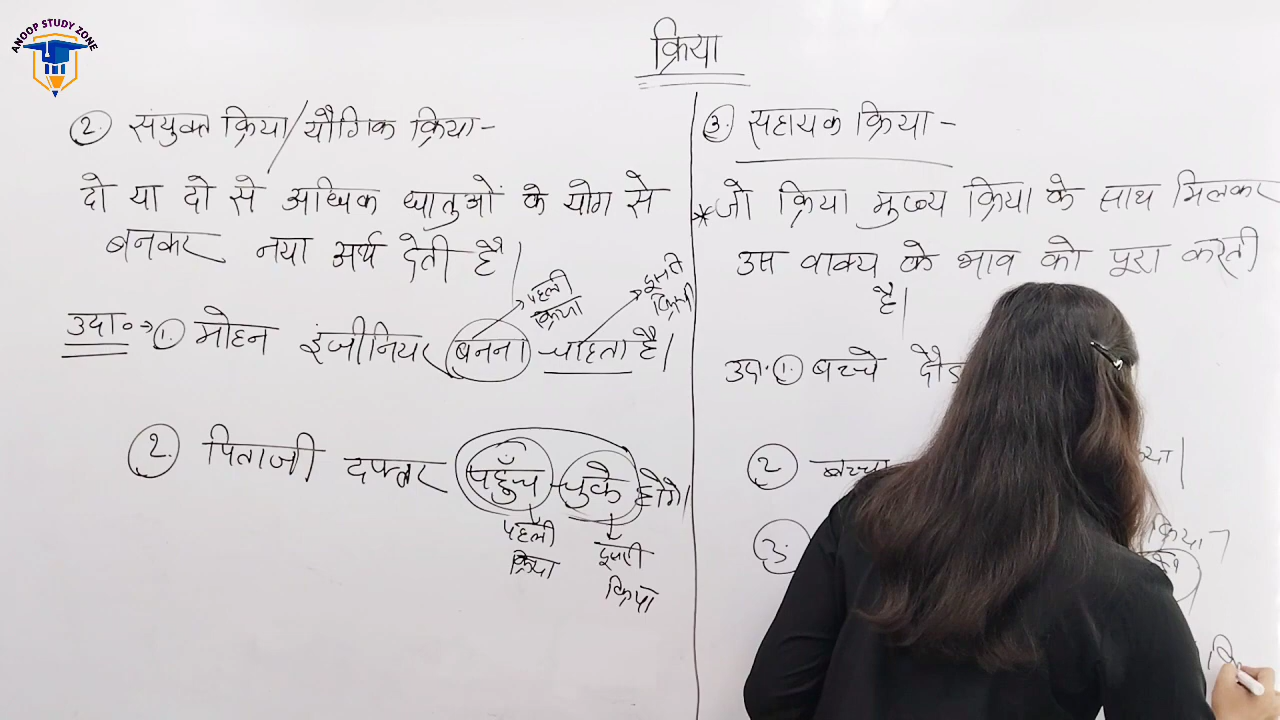 ANOOP STUDY ZONE
क्रिया
2. संयुक्त क्रिया/यौगिक क्रिया-
दो या दो से अधिक धातुओं के योग से
बनकर नया अर्थ देती है।
उदा०→ 1. मोहन इंजीनियर बनना चाहता है।
पहली
क्रिया
दूसरी
क्रिया
2. पिताजी दफ्तर पहुँच चुके होंगे।
पहली
क्रिया
दूसरी
क्रिया
3. सहायक क्रिया-
*जो क्रिया मुख्य क्रिया के साथ मिलकर
उस वाक्य के भाव को पूरा करती
है।
उदा. 1. बच्चे
2 बच्चा
3.
क्रिया